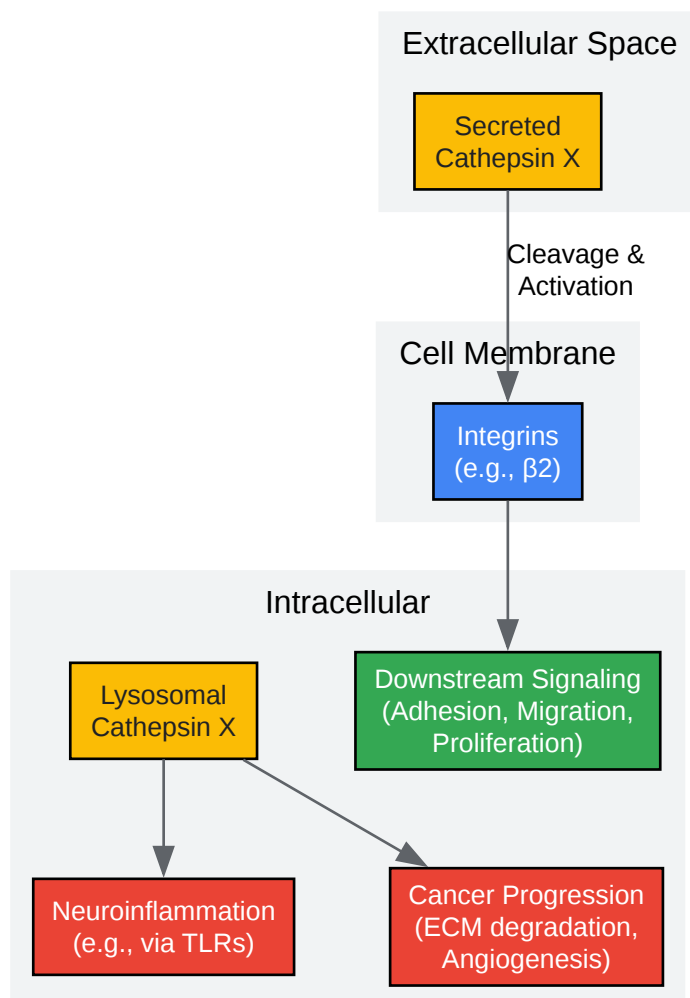 Extracellular Space
Secreted
Cathepsin X
Cleavage &
Activation
Cell Membrane
Integrins
(e.g., β2)
Intracellular
Lysosomal
Cathepsin X
Downstream Signaling
(Adhesion, Migration,
Proliferation)
Neuroinflammation
(e.g., via TLRs)
Cancer Progression
(ECM degradation,
Angiogenesis)